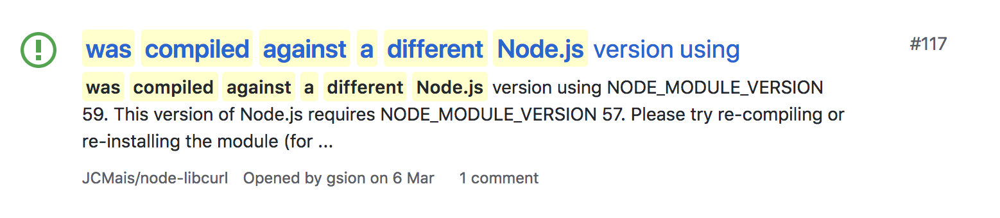 was compiled against a different Node.js version using #117
was compiled against a different Node.js version using NODE_MODULE_VERSION
59. This version of Node.js requires NODE_MODULE_VERSION 57. Please try re-compiling or
re-installing the module (for ...
JCMais/node-libcurl Opened by gsion on 6 Mar 1 comment